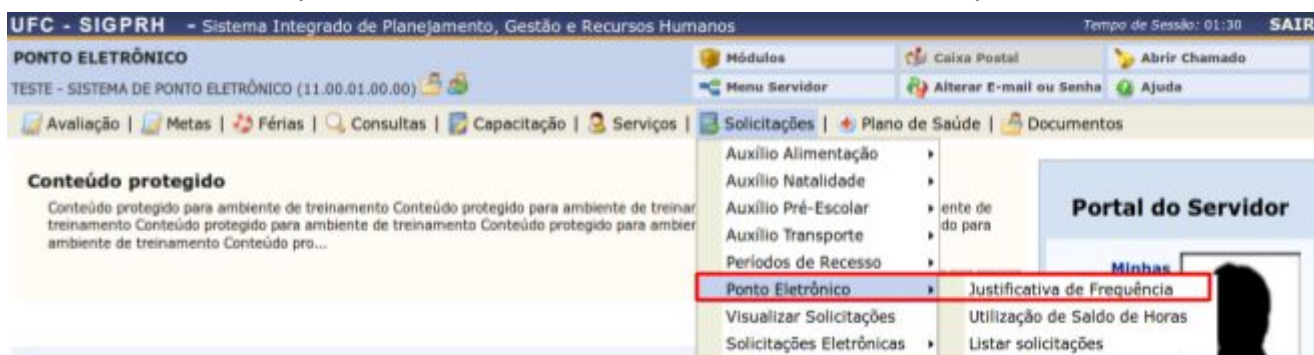 UFC - SIGPRH - Sistema Integrado de Planejamento, Gestão e Recursos Humanos Tempo de Sessão: 01:30 SAIR
PONTO ELETRÔNICO Módulos Caixa Postal Abrir Chamado
TESTE - SISTEMA DE PONTO ELETRÔNICO (11.00.01.00.00) Menu Servidor Alterar E-mail ou Senha Ajuda
Avaliação | Metas | Férias | Consultas | Capacitação | Serviços | Solicitações | Plano de Saúde | Documentos
Auxílio Alimentação
Conteúdo protegido Auxílio Natalidade
Conteúdo protegido para ambiente de treinamento Conteúdo protegido para ambiente de treinar Auxílio Pré-Escolar ente de Portal do Servidor
treinamento Conteúdo protegido para ambiente de treinamento Conteúdo protegido para ambier Auxílio Transporte do para
ambiente de treinamento Conteúdo pro...
Períodos de Recesso Minhas
Ponto Eletrônico Justificativa de Frequência
Visualizar Solicitações Utilização de Saldo de Horas
Solicitações Eletrônicas Listar solicitações